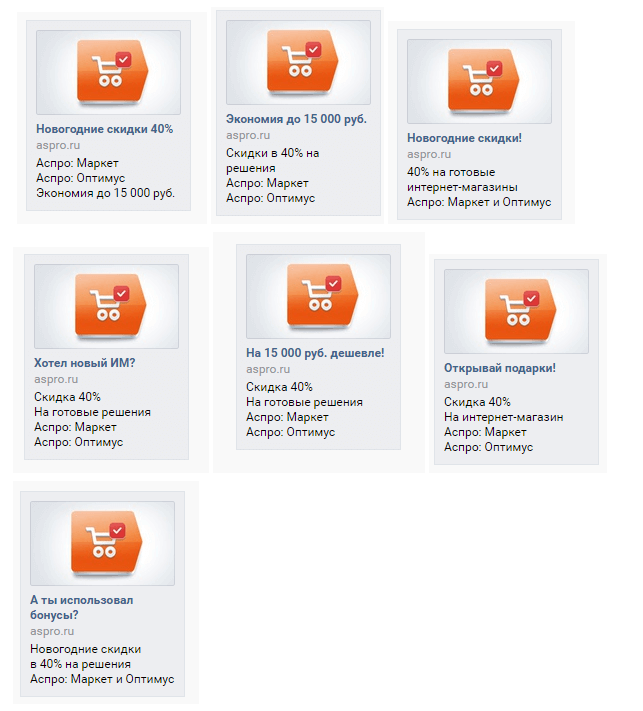 Новогодние скидки 40%
aspro.ru
Аспро: Маркет
Аспро: Оптимус
Экономия до 15 000 руб.
Экономия до 15 000 руб.
aspro.ru
Скидки в 40% на
решения
Аспро: Маркет
Аспро: Оптимус
Новогодние скидки!
aspro.ru
40% на готовые
интернет-магазины
Аспро: Маркет и Оптимус
Хотел новый ИМ?
aspro.ru
Скидка 40%
На готовые решения
Аспро: Маркет
Аспро: Оптимус
На 15 000 руб. дешевле!
aspro.ru
Скидка 40%
На готовые решения
Аспро: Маркет
Аспро: Оптимус
Открывай подарки!
aspro.ru
Скидка 40%
На интернет-магазин
Аспро: Маркет
Аспро: Оптимус
А ты использовал
бонусы?
aspro.ru
Новогодние скидки
в 40% на решения
Аспро: Маркет и Оптимус